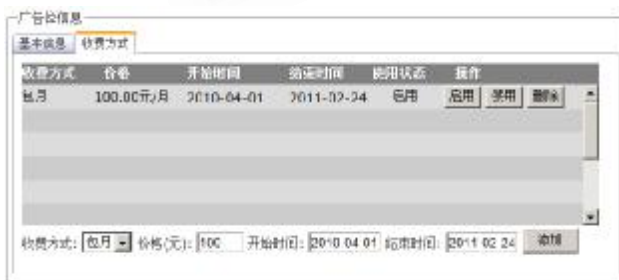 广告位信息
基本信息 收费方式
收费方式 价格 开始时间 结束时间 使用状态 操作
包月 100.00元/月 2010-04-01 2011-02-24 启用 启用 禁用 删除
收费方式: 包月 价格(元): 100 开始时间: 2010-04-01 结束时间: 2011-02-24 添加